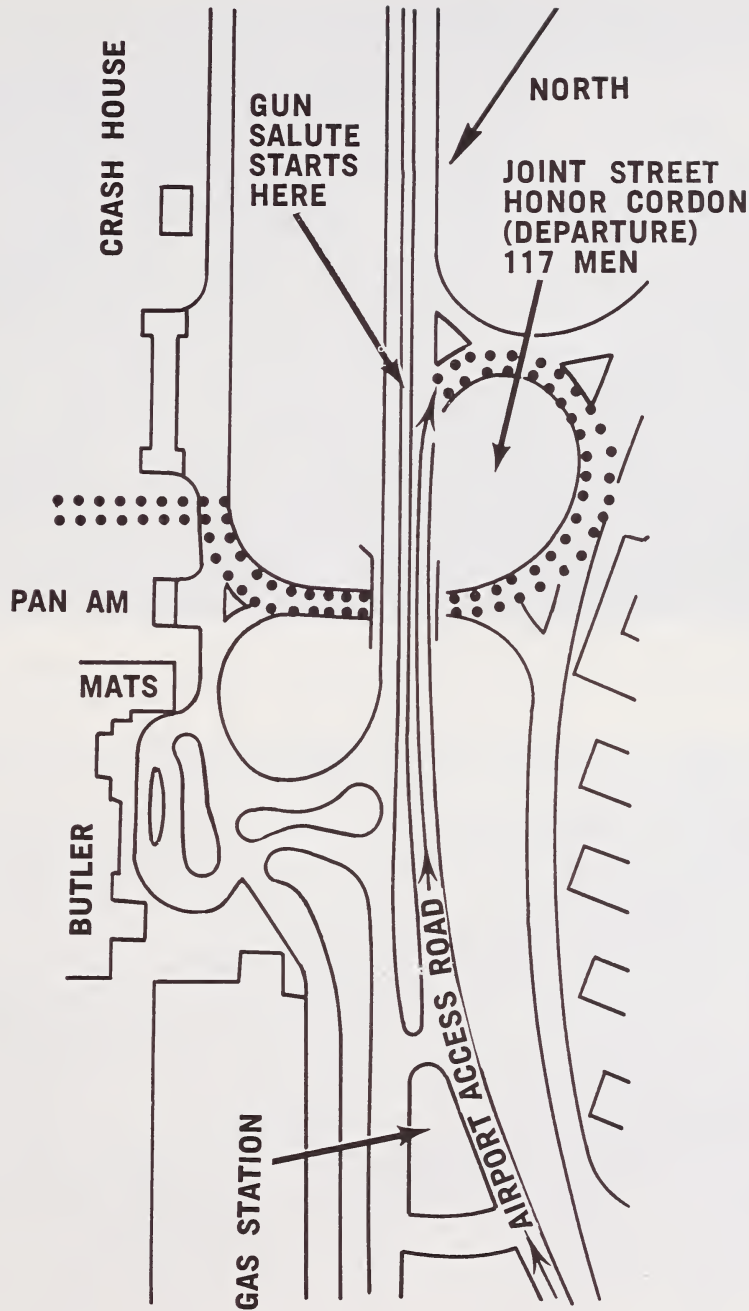 CRASH HOUSE
GUN
SALUTE
STARTS
HERE
NORTH
JOINT STREET
HONOR CORDON
(DEPARTURE)
117 MEN
PAN AM
MATS
BUTLER
AIRPORT ACCESS ROAD
GAS STATION